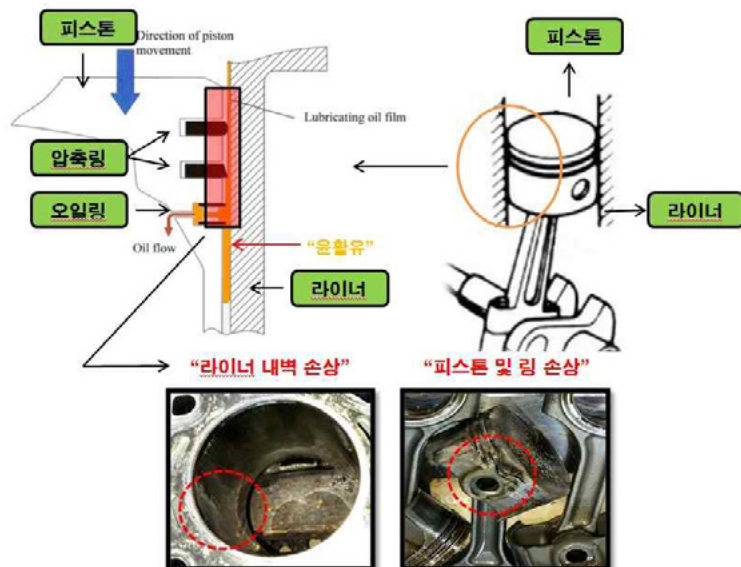 피스톤
Direction of piston
movement
Lubricating oil film
압축링
오일링
Oil flow
“윤활유”
라이너
피스톤
라이너
“라이너 내벽 손상”
“피스톤 및 링 손상”